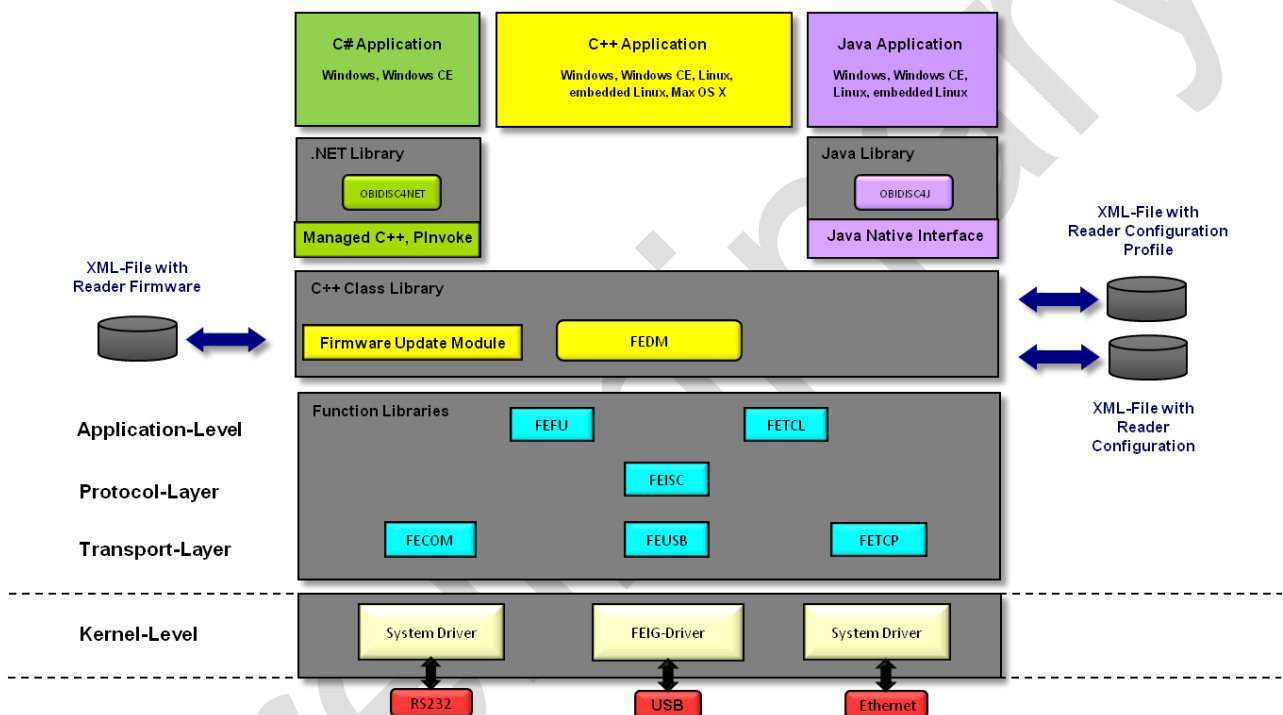 C# Application
Windows, Windows CE
C++ Application
Windows, Windows CE, Linux,
embedded Linux, Max OS X
Java Application
Windows, Windows CE,
Linux, embedded Linux
.NET Library
OBIDISC4NET
Managed C++, PInvoke
Java Library
OBIDISC4J
Java Native Interface
XML-File with
Reader Firmware
XML-File with
Reader Configuration
Profile
C++ Class Library
Firmware Update Module
FEDM
XML-File with
Reader
Configuration
Function Libraries
Application-Level
FEFU
FETCL
Protocol-Layer
FEISC
Transport-Layer
FECOM
FEUSB
FETCP
Kernel-Level
System Driver
FEIG-Driver
System Driver
RS232
USB
Ethernet